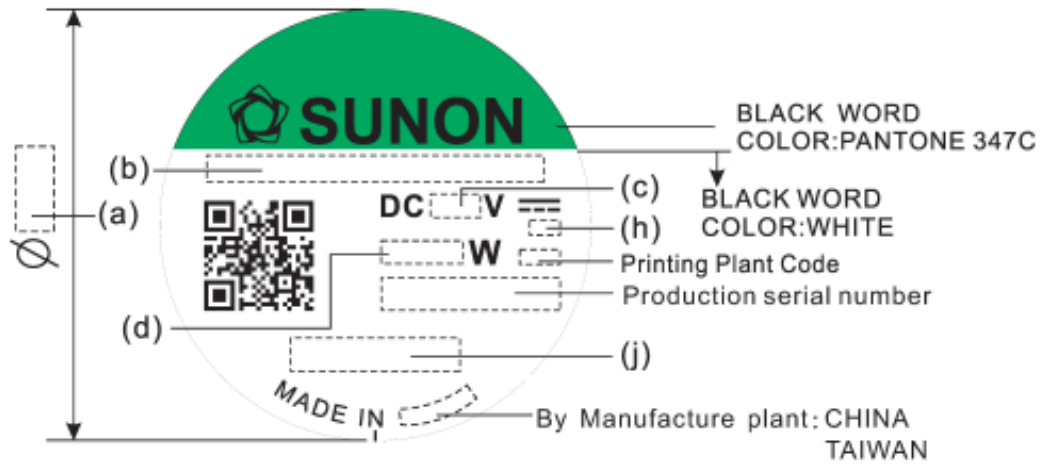 SUNON
BLACK WORD
COLOR:PANTONE 347C
(b)
(c)
(a)
DC V
BLACK WORD
COLOR:WHITE
(h)
Ø
W
Printing Plant Code
Production serial number
(d)
(j)
MADE IN
By Manufacture plant: CHINA
TAIWAN